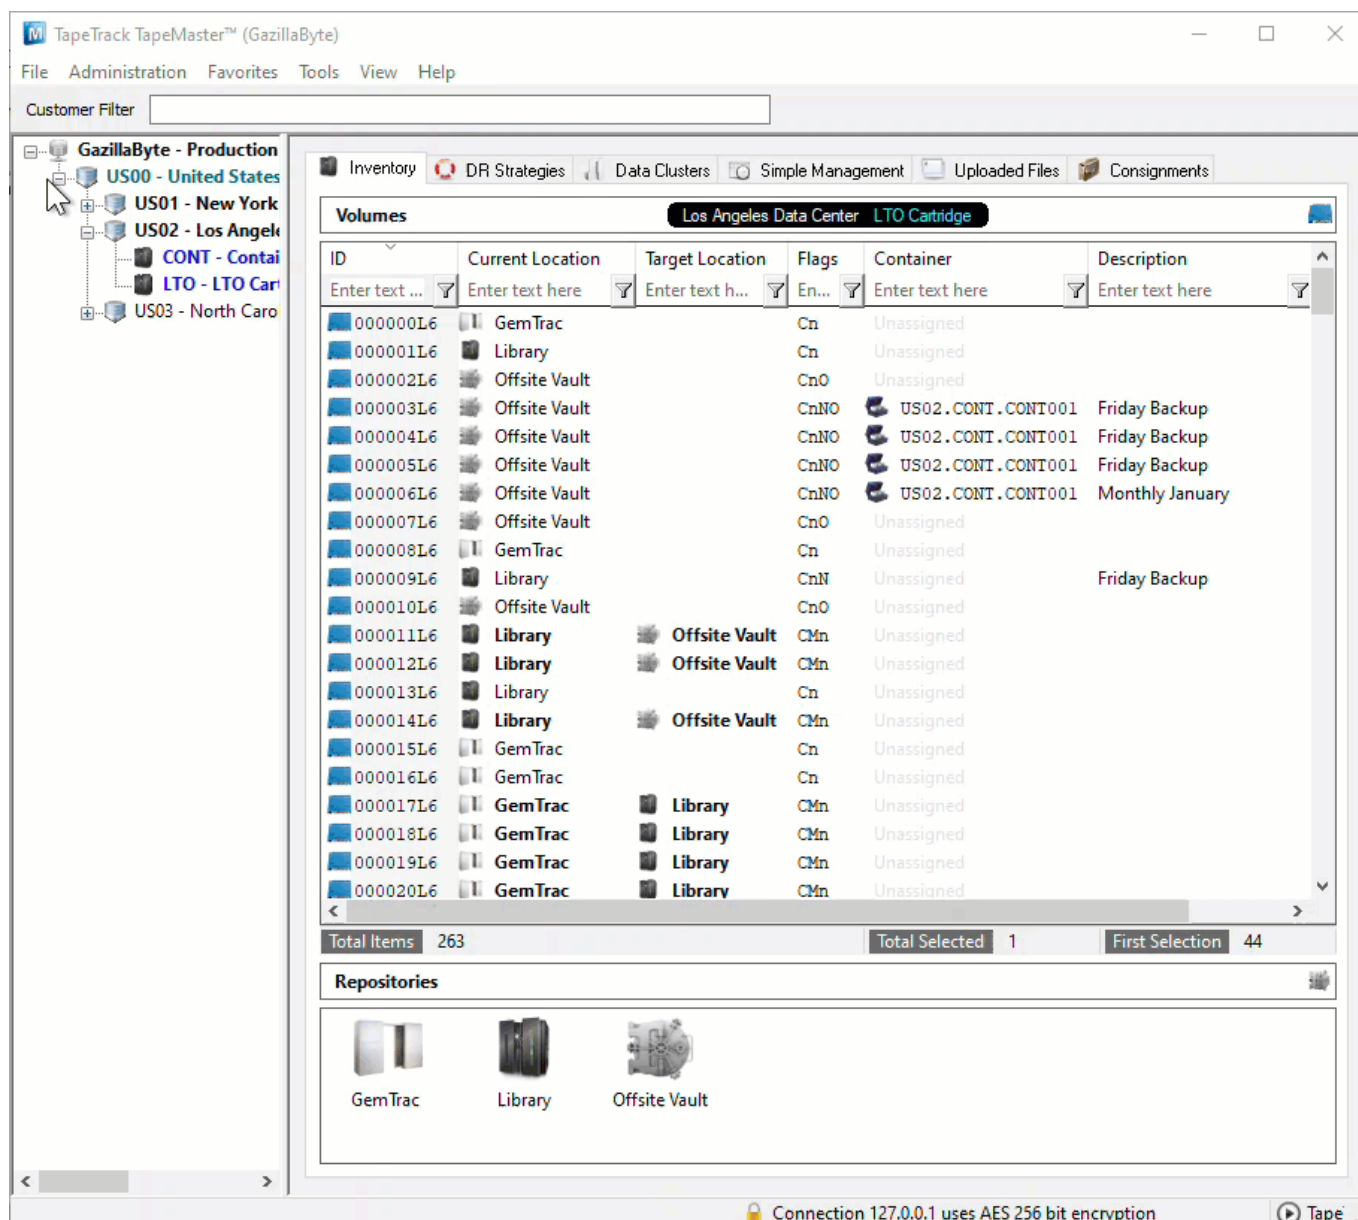 TapeTrack TapeMaster™ (GazillaByte)
File Administration Favorites Tools View Help
Customer Filter
GazillaByte - Production
US00 - United States
US01 - New York
US02 - Los Angele
CONT - Contai
LTO - LTO Cart
US03 - North Caro
Inventory DR Strategies Data Clusters Simple Management Uploaded Files Consignments
Volumes Los Angeles Data Center LTO Cartridge
ID Current Location Target Location Flags Container Description
Enter text ... Enter text here Enter text h... En... Enter text here Enter text here
000000L6 GemTrac Cn Unassigned
000001L6 Library Cn Unassigned
000002L6 Offsite Vault CnO Unassigned
000003L6 Offsite Vault CnNO US02.CONT.CONT001 Friday Backup
000004L6 Offsite Vault CnNO US02.CONT.CONT001 Friday Backup
000005L6 Offsite Vault CnNO US02.CONT.CONT001 Friday Backup
000006L6 Offsite Vault CnNO US02.CONT.CONT001 Monthly January
000007L6 Offsite Vault CnO Unassigned
000008L6 GemTrac Cn Unassigned
000009L6 Library CnN Unassigned Friday Backup
000010L6 Offsite Vault CnO Unassigned
000011L6 Library Offsite Vault CMn Unassigned
000012L6 Library Offsite Vault CMn Unassigned
000013L6 Library Cn Unassigned
000014L6 Library Offsite Vault CMn Unassigned
000015L6 GemTrac Cn Unassigned
000016L6 GemTrac Cn Unassigned
000017L6 GemTrac Library CMn Unassigned
000018L6 GemTrac Library CMn Unassigned
000019L6 GemTrac Library CMn Unassigned
000020L6 GemTrac Library CMn Unassigned
Total Items 263 Total Selected 1 First Selection 44
Repositories
GemTrac Library Offsite Vault
Connection 127.0.0.1 uses AES 256 bit encryption Tape